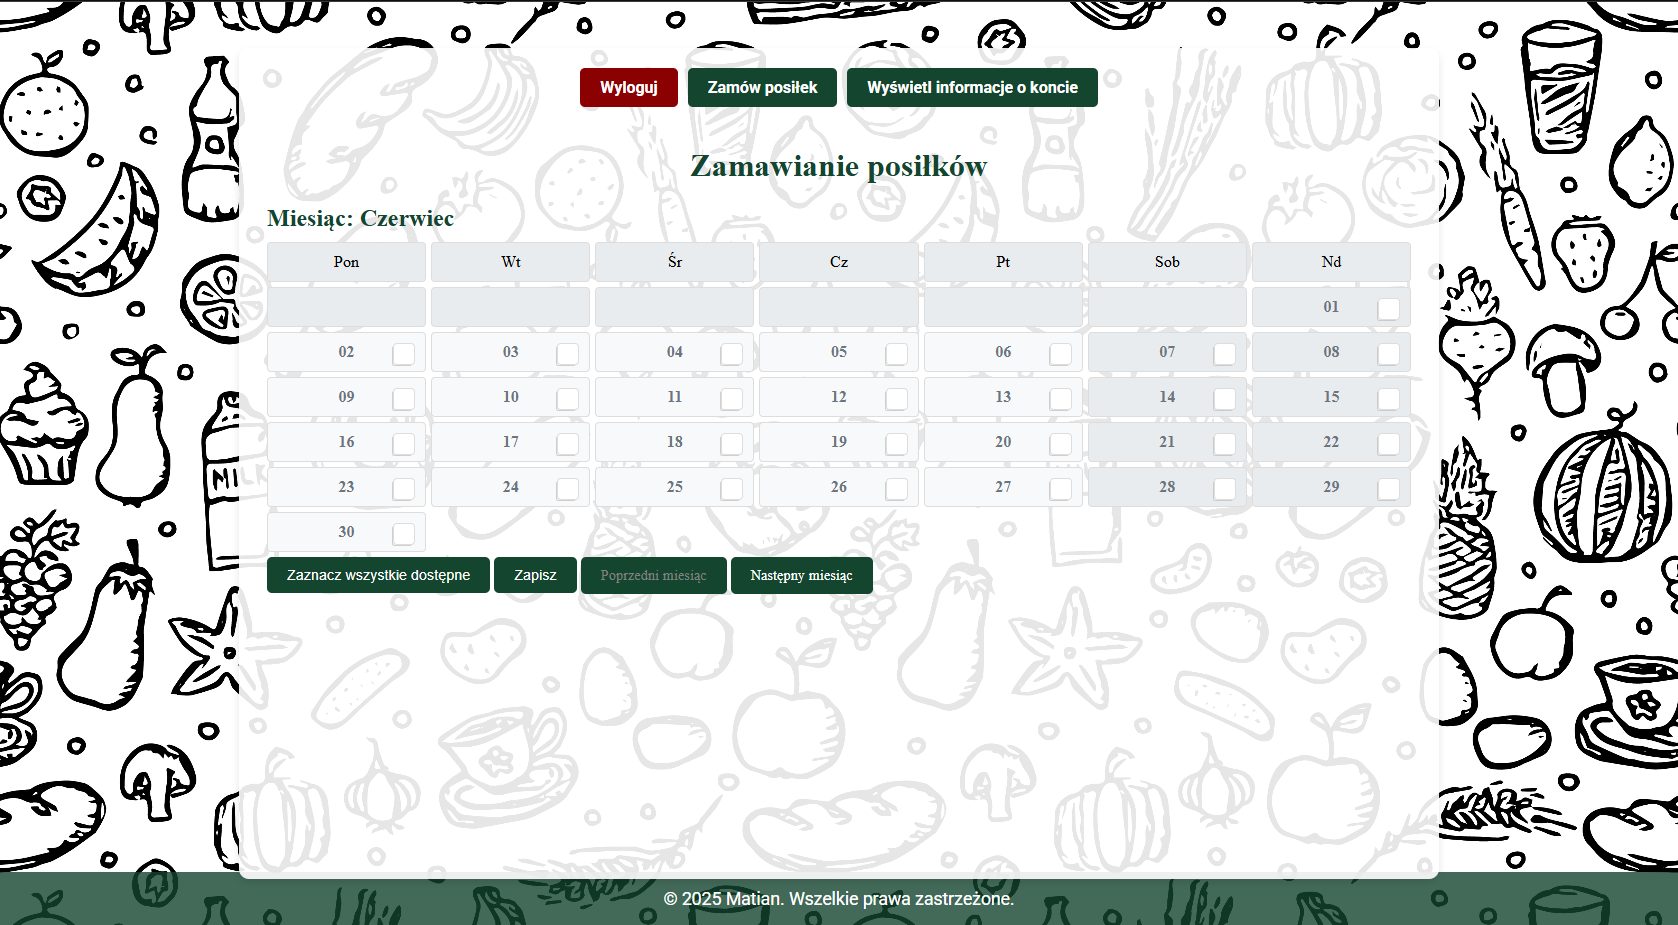 Wyloguj Zamów posiłek Wyświetl informacje o koncie
Zamawianie posiłków
Miesiąc: Czerwiec
Pon Wt Śr Cz Pt Sob Nd
01
02 03 04 05 06 07 08
09 10 11 12 13 14 15
16 17 18 19 20 21 22
23 24 25 26 27 28 29
30
MILK
Zaznacz wszystkie dostępne Zapisz Poprzedni miesiąc Następny miesiąc
© 2025 Matian. Wszelkie prawa zastrzeżone.